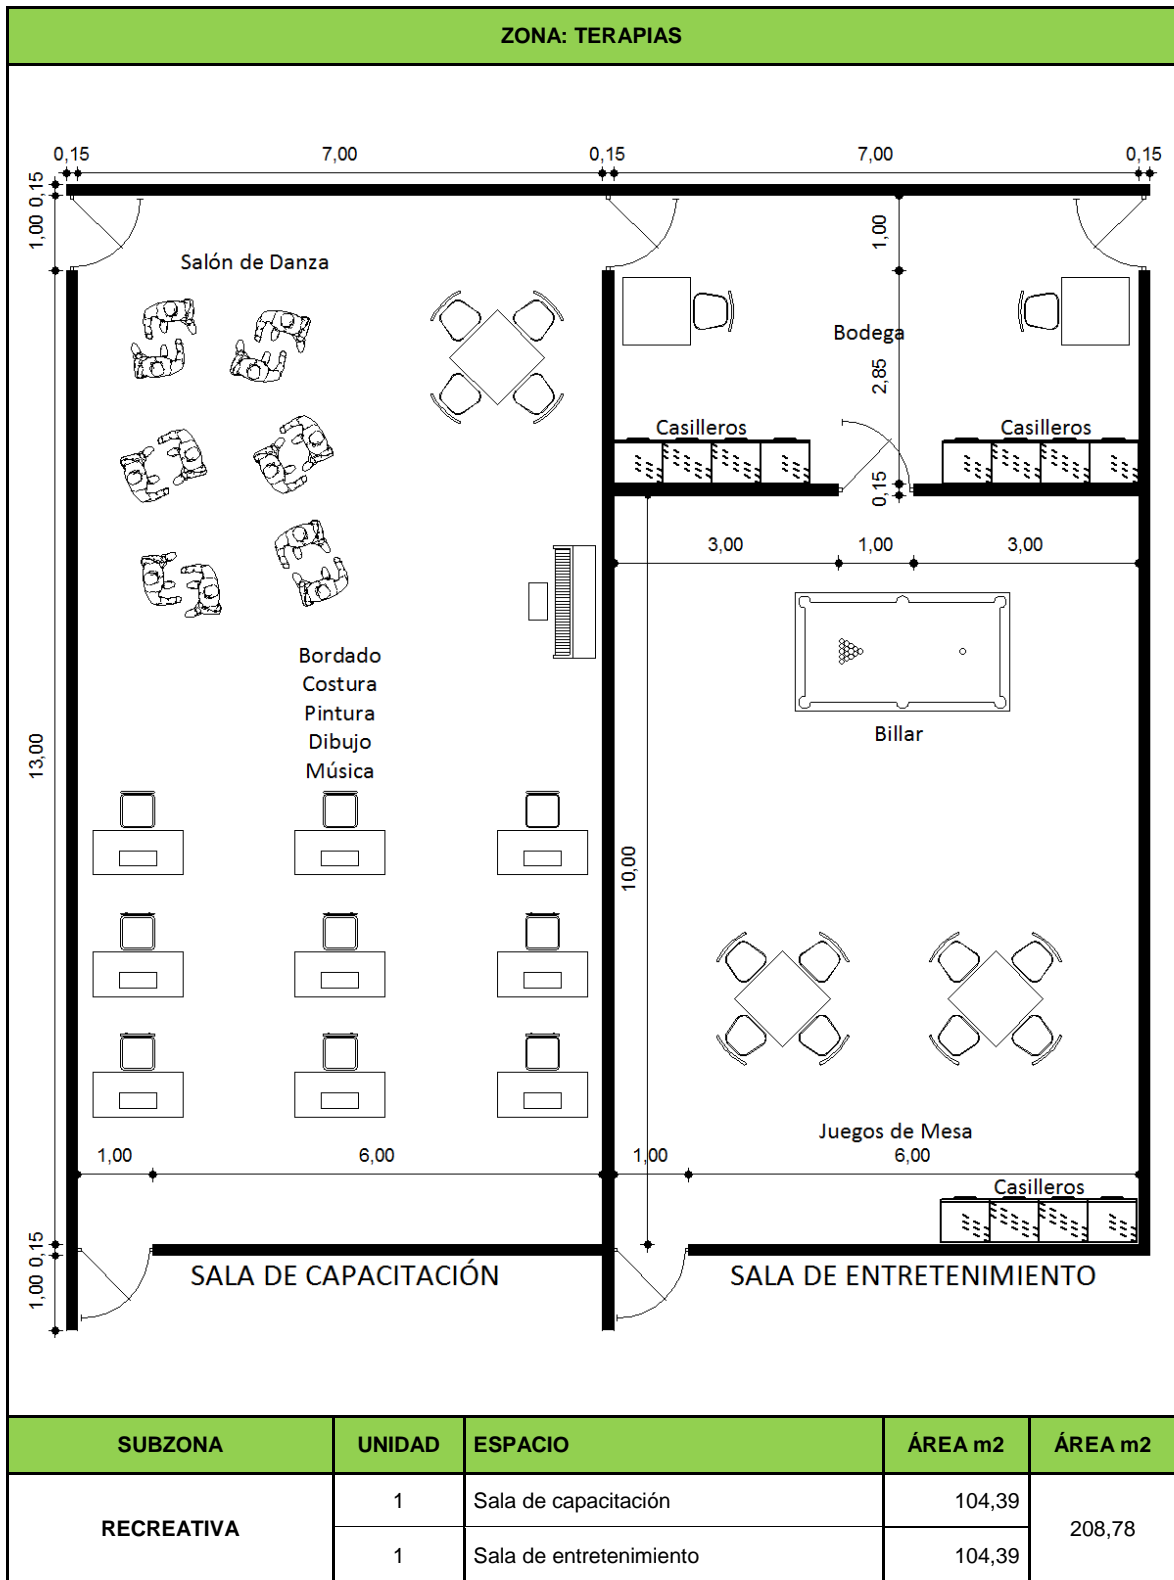 ZONA: TERAPIAS
0,15
7,00
0,15
7,00
0,15
0,15
1,00
1,00
Salón de Danza
Bodega
2,85
Casilleros
Casilleros
0,15
3,00
1,00
3,00
Bordado
Costura
Pintura
Dibujo
Música
Billar
13,00
10,00
Juegos de Mesa
1,00
6,00
1,00
6,00
Casilleros
0,15
1,00
SALA DE CAPACITACIÓN
SALA DE ENTRETENIMIENTO
SUBZONA UNIDAD ESPACIO ÁREA m2 ÁREA m2
RECREATIVA
1 Sala de capacitación 104,39
208,78
1 Sala de entretenimiento 104,39